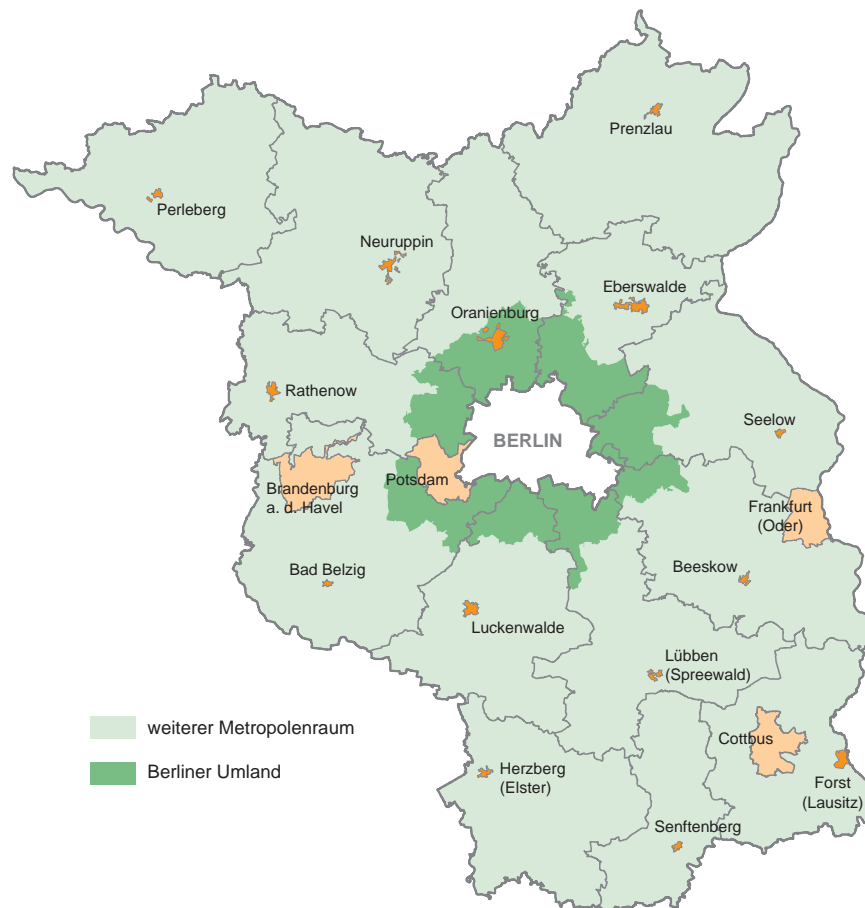 Prenzlau
Perleberg
Neuruppin
Eberswalde
Oranienburg
Rathenow
Seelow
BERLIN
Potsdam
Brandenburg
a. d. Havel
Frankfurt
(Oder)
Bad Belzig
Beeskow
Luckenwalde
Lübben
(Spreewald)
weiterer Metropolenraum
Cottbus
Berliner Umland
Herzberg
(Elster)
Forst
(Lausitz)
Senftenberg